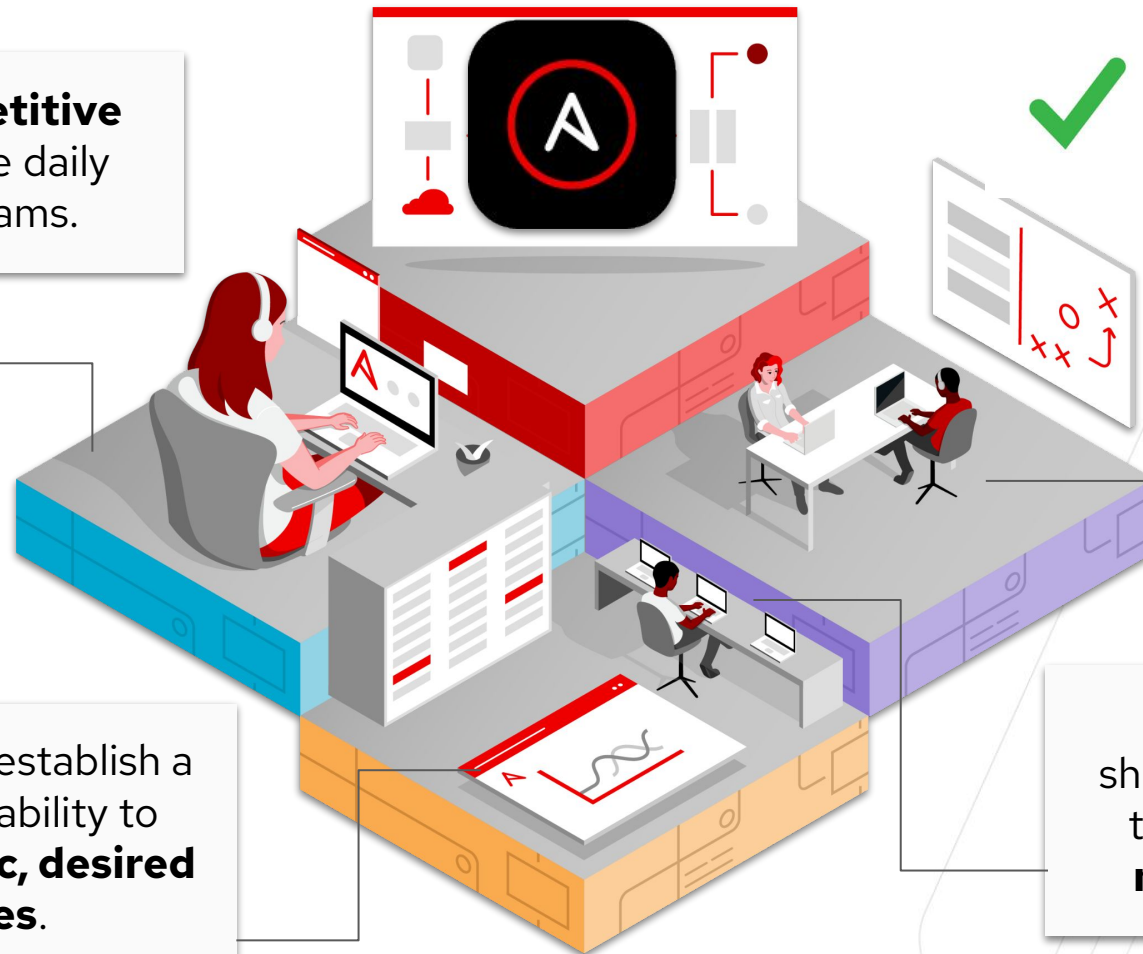 etitive
e daily
ams.
establish a
ability to
c, desired
es.
sh
t
r